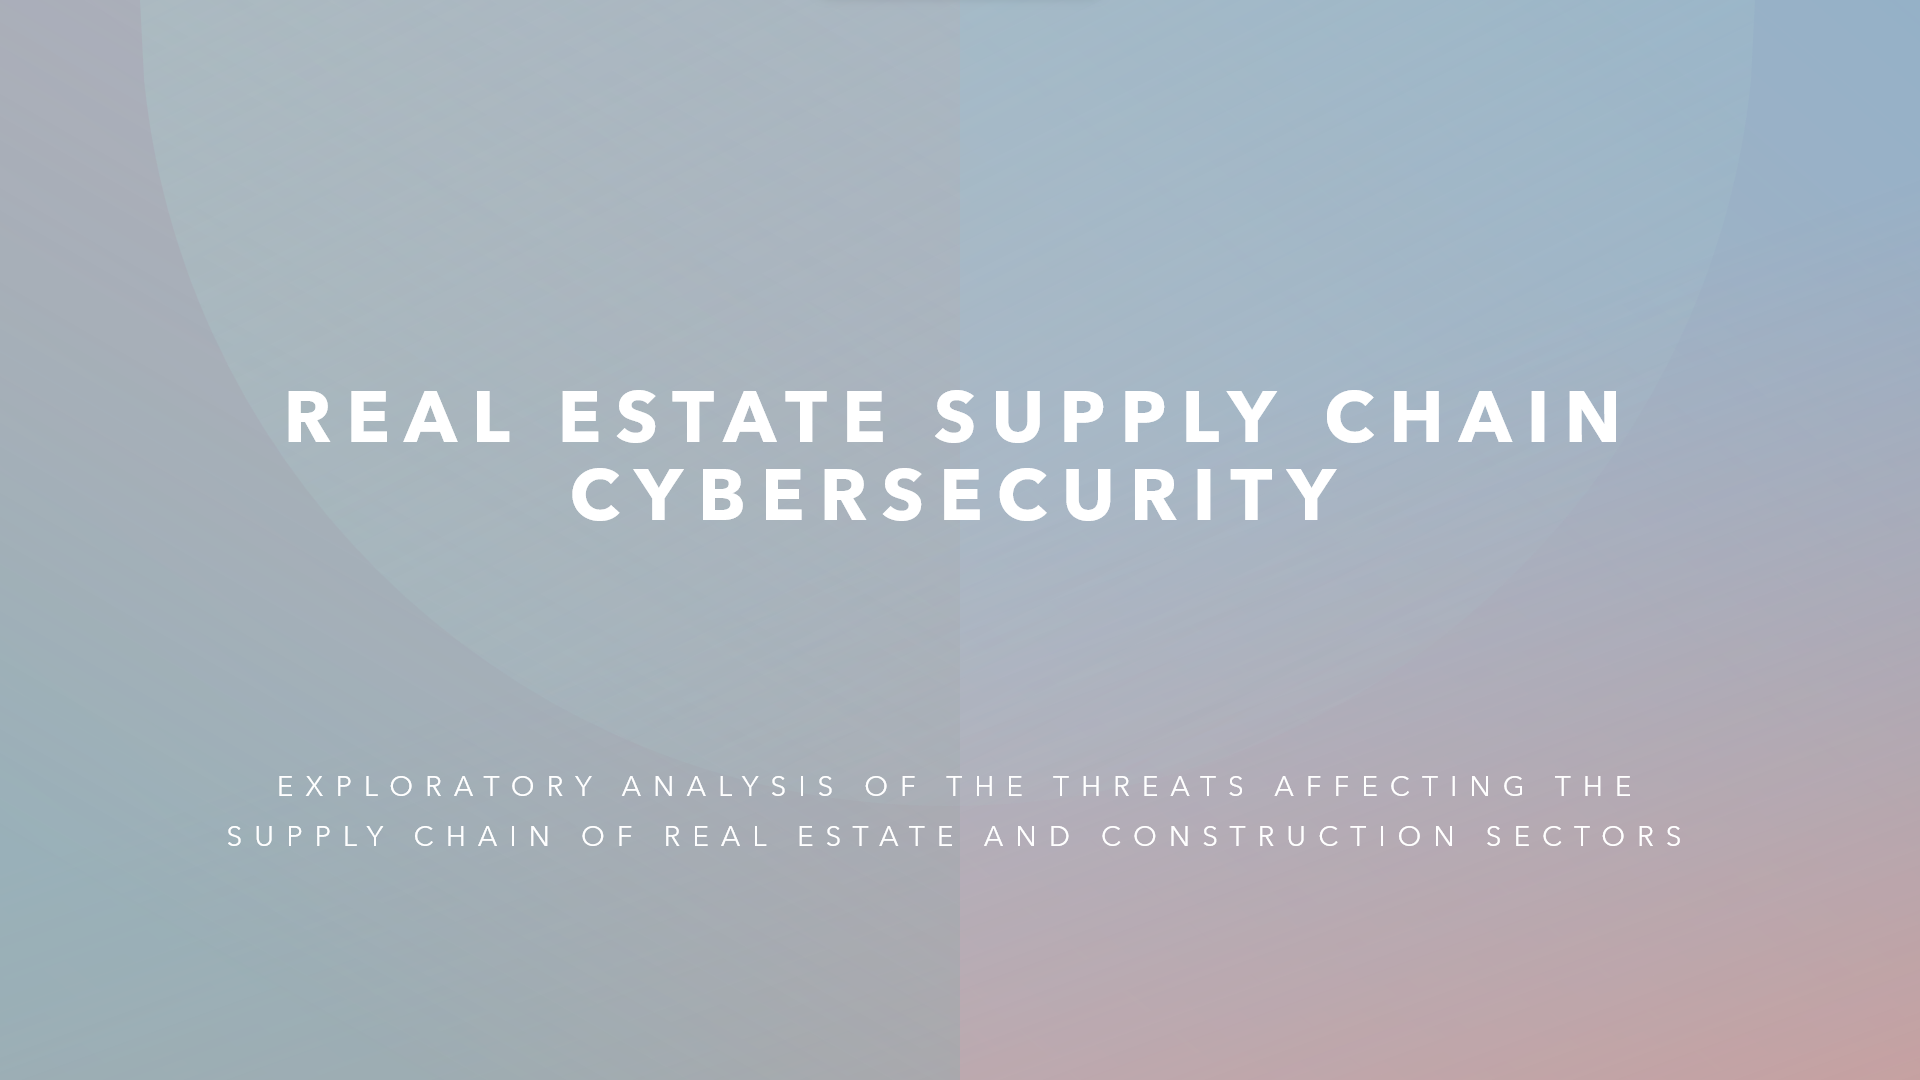 REAL ESTATE SUPPLY CHAIN
CYBERSECURITY
EXPLORATORY ANALYSIS OF THE THREATS AFFECTING THE
SUPPLY CHAIN OF REAL ESTATE AND CONSTRUCTION SECTORS